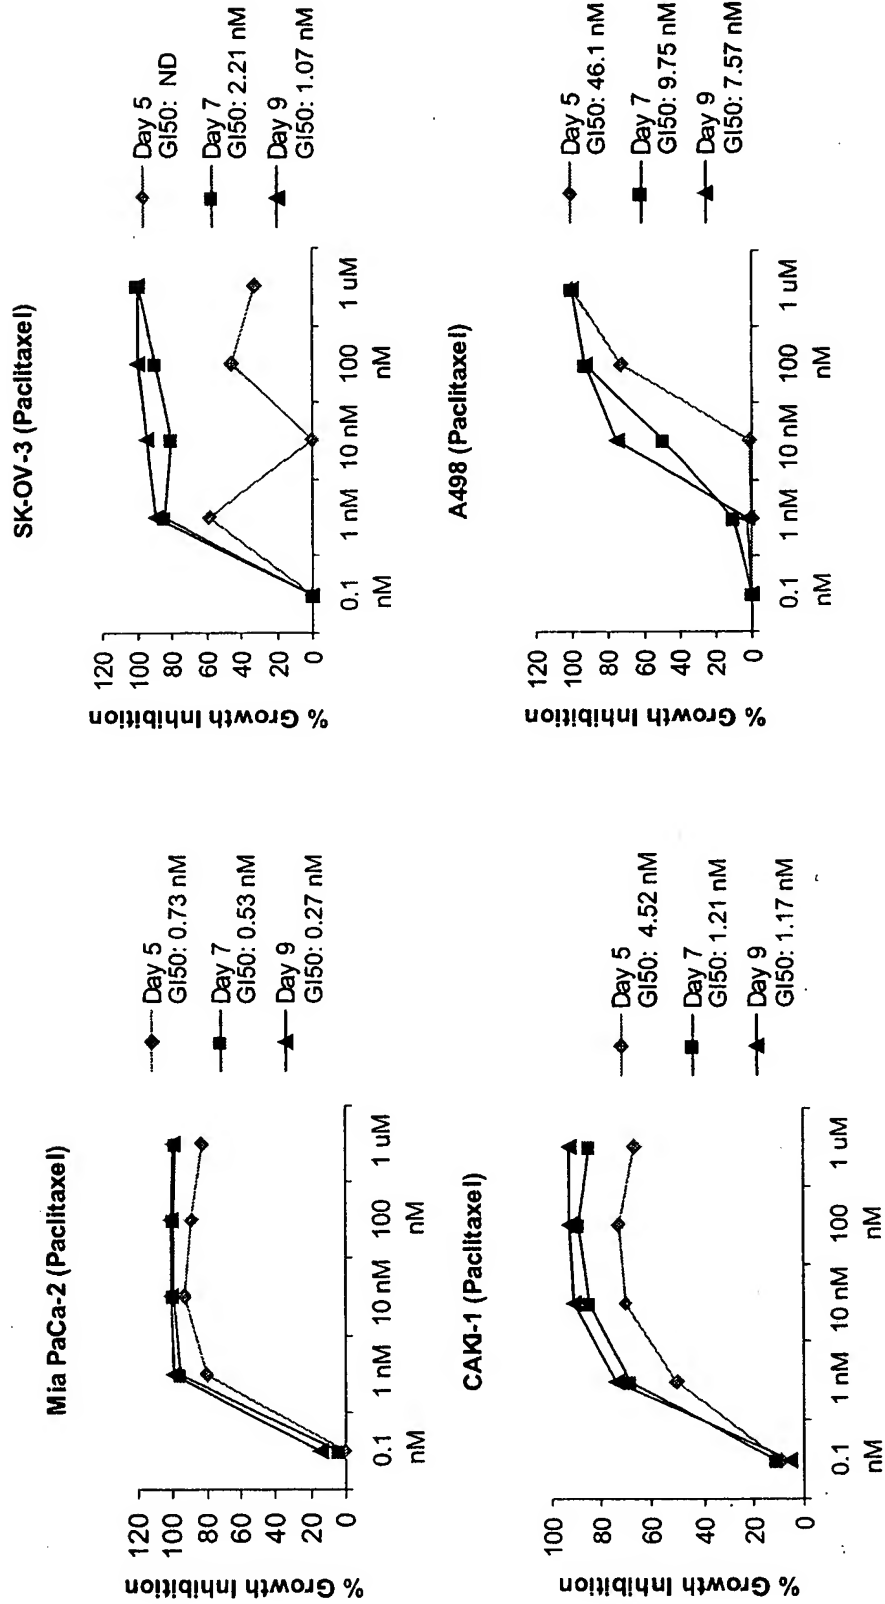 Mia PaCa-2 (Paclitaxel)
% Growth Inhibition
120
100
80
60
40
20
0
0.1 nM
1 nM
10 nM
100 nM
1 uM
Day 5
GI50: 0.73 nM
Day 7
GI50: 0.53 nM
Day 9
GI50: 0.27 nM
SK-OV-3 (Paclitaxel)
% Growth Inhibition
120
100
80
60
40
20
0
0.1 nM
1 nM
10 nM
100 nM
1 uM
Day 5
GI50: ND
Day 7
GI50: 2.21 nM
Day 9
GI50: 1.07 nM
CAKI-1 (Paclitaxel)
% Growth Inhibition
100
80
60
40
20
0
0.1 nM
1 nM
10 nM
100 nM
1 uM
Day 5
GI50: 4.52 nM
Day 7
GI50: 1.21 nM
Day 9
GI50: 1.17 nM
A498 (Paclitaxel)
% Growth Inhibition
120
100
80
60
40
20
0
0.1 nM
1 nM
10 nM
100 nM
1 uM
Day 5
GI50: 46.1 nM
Day 7
GI50: 9.75 nM
Day 9
GI50: 7.57 nM